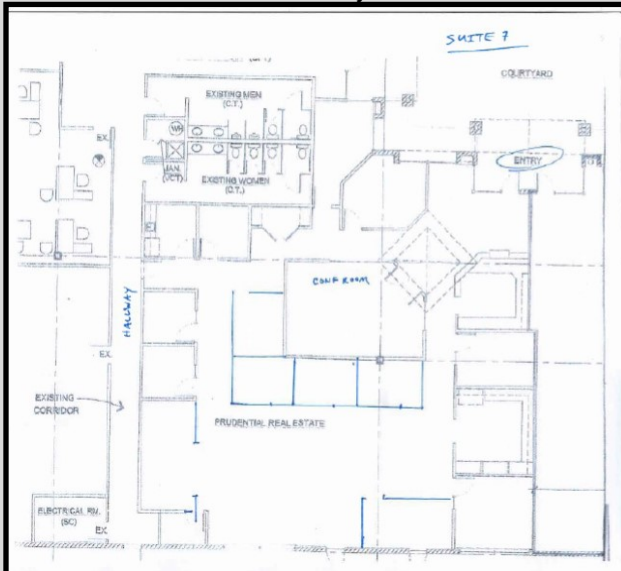 SUITE 7
COURTYARD
EXISTING MEN
(C.T.)
EX.
WH
ENTRY
JAN.
EXISTING WOMEN
(C.T.)
CONF ROOM
HALLWAY
EX.
EXISTING
CORRIDOR
PRUDENTIAL REAL ESTATE
ELECTRICAL RM.
(SC)
EX.